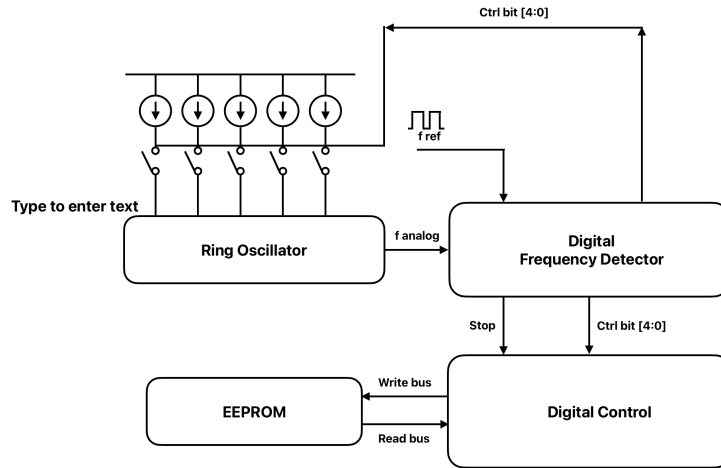 Ctrl bit [4:0]
f ref
Type to enter text
Ring Oscillator
f analog
Digital
Frequency Detector
Stop
Ctrl bit [4:0]
Write bus
EEPROM
Digital Control
Read bus